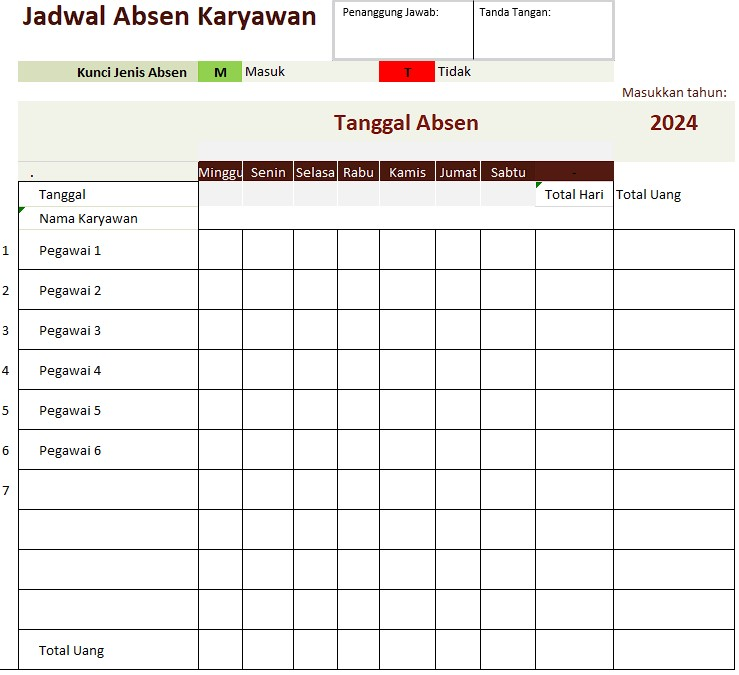 Jadwal Absen Karyawan
Penanggung Jawab:
Tanda Tangan:
Kunci Jenis Absen M Masuk T Tidak
Masukkan tahun:
Tanggal Absen 2024
. Minggu Senin Selasa Rabu Kamis Jumat Sabtu -
Tanggal Total Hari Total Uang
Nama Karyawan
1 Pegawai 1
2 Pegawai 2
3 Pegawai 3
4 Pegawai 4
5 Pegawai 5
6 Pegawai 6
7
Total Uang